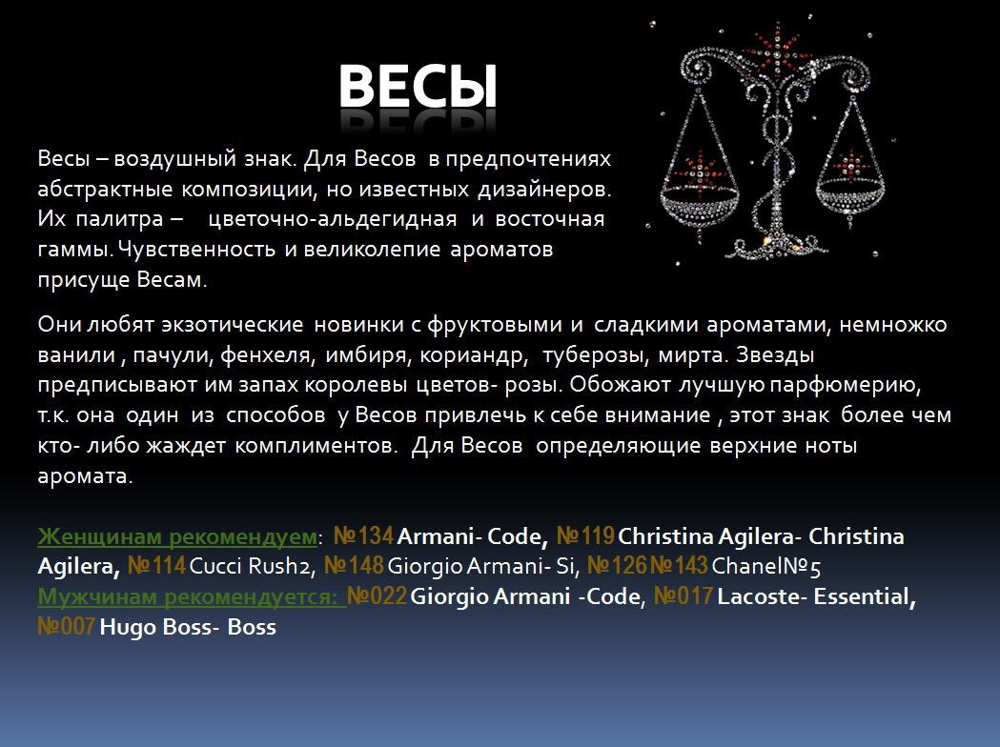 ВЕСЫ
Весы – воздушный знак. Для Весов в предпочтениях
абстрактные композиции, но известных дизайнеров.
Их палитра – цветочно-альдегидная и восточная
гаммы. Чувственность и великолепие ароматов
присуще Весам.
Они любят экзотические новинки с фруктовыми и сладкими ароматами, немножко
ванили , пачули, фенхеля, имбиря, кориандр, туберозы, мирта. Звезды
предписывают им запах королевы цветов- розы. Обожают лучшую парфюмерию,
т.к. она один из способов у Весов привлечь к себе внимание , этот знак более чем
кто- либо жаждет комплиментов. Для Весов определяющие верхние ноты
аромата.
Женщинам рекомендуем: №134 Armani- Code, №119 Christina Agilera- Christina
Agilera, №114 Cucci Rush2, №148 Giorgio Armani- Si, №126 №143 Chanel№5
Мужчинам рекомендуется: №022 Giorgio Armani -Code, №017 Lacoste- Essential,
№007 Hugo Boss- Boss